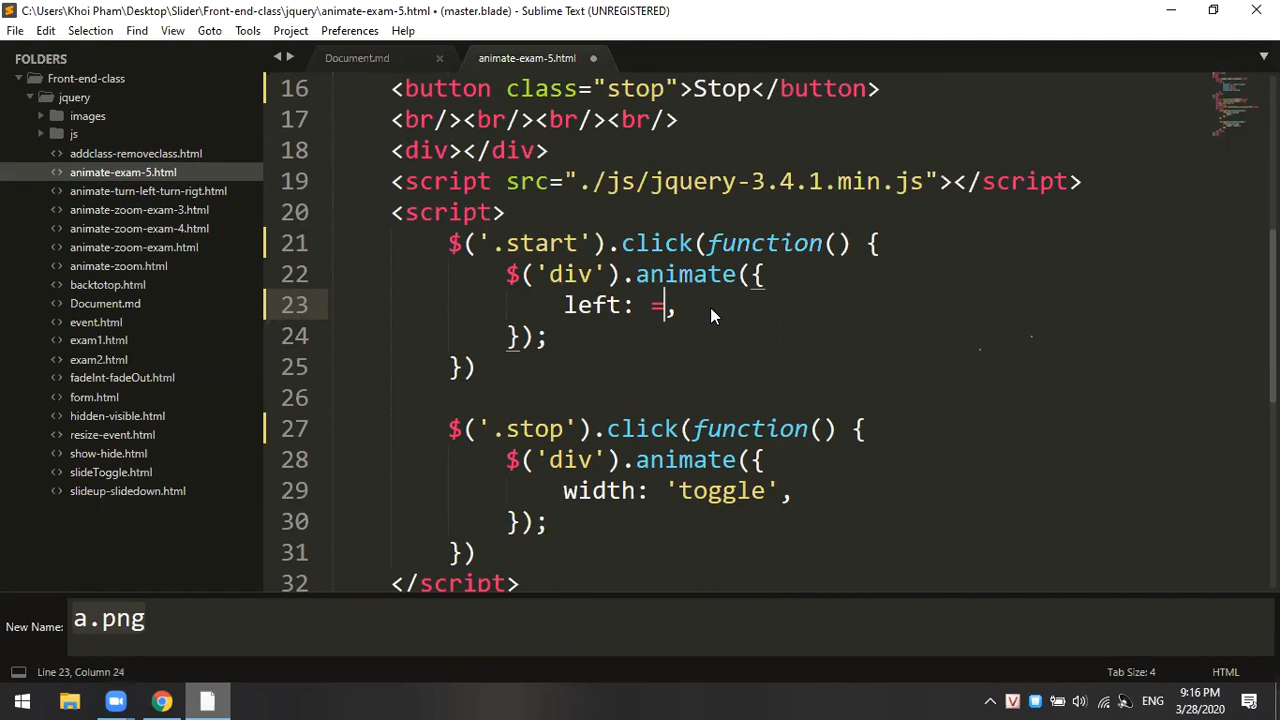 C:\Users\Khoi Pham\Desktop\Slider\Front-end-class\jquery\animate-exam-5.html • (master.blade) - Sublime Text (UNREGISTERED)
File Edit Selection Find View Goto Tools Project Preferences Help
FOLDERS
Front-end-class
jquery
images
js
addclass-removeclass.html
animate-exam-5.html
animate-turn-left-turn-rigt.html
animate-zoom-exam-3.html
animate-zoom-exam-4.html
animate-zoom-exam.html
animate-zoom.html
backtotop.html
Document.md
event.html
exam1.html
exam2.html
fadeInt-fadeOut.html
form.html
hidden-visible.html
resize-event.html
show-hide.html
slideToggle.html
slideup-slidedown.html
Document.md × animate-exam-5.html
16 <button class="stop">Stop</button>
17 <br/><br/><br/><br/>
18 <div></div>
19 <script src="./js/jquery-3.4.1.min.js"></script>
20 <script>
21 $('.start').click(function() {
22 $('div').animate({
23 left: =,
24 });
25 })
26
27 $('.stop').click(function() {
28 $('div').animate({
29 width: 'toggle',
30 });
31 })
32 </script>
New Name: a.png
Line 23, Column 24 Tab Size: 4 HTML
V ENG 9:16 PM
3/28/2020